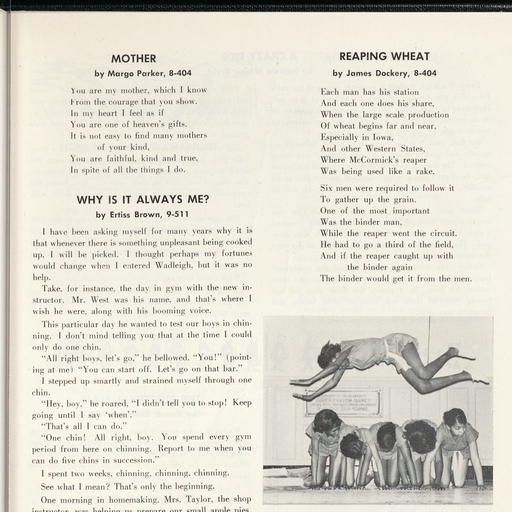 MOTHER
by Margo Parker, 8-404
You are my mother, which I know
From the courage that you show.
In my heart I feel as if
You are one of heaven's gifts.
It is not easy to find many mothers
of your kind,
You are faithful, kind and true,
In spite of all the things I do.
WHY IS IT ALWAYS ME?
by Ertiss Brown, 9-511
I have been asking myself for many years why it is
that whenever there is something unpleasant being cooked
up, I will be picked. I thought perhaps my fortunes
would change when I entered Wadleigh, but it was no
help.
Take, for instance, the day in gym with the new in-
structor. Mr. West was his name, and that's where I
wish he were, along with his booming voice.
This particular day he wanted to test our boys in chin-
ning. I don't mind telling you that at the time I could
only do one chin.
"All right boys, let's go," he bellowed. "You!" (point-
ing at me) "You can start off. Let's go on that bar."
I stepped up smartly and strained myself through one
chin.
"Hey, boy," he roared, "I didn't tell you to stop! Keep
going until I say 'when'."
"That's all I can do."
"One chin! All right, boy. You spend every gym
period from here on chinning. Report to me when you
can do five chins in succession."
I spent two weeks, chinning, chinning, chinning.
See what I mean? That's only the beginning.
One morning in homemaking, Mrs. Taylor, the shop
instructor, was helping us prepare our small apple pies.
REAPING WHEAT
by James Dockery, 8-404
Each man has his station
And each one does his share,
When the large scale production
Of wheat begins far and near,
Especially in Iowa,
And other Western States,
Where McCormick's reaper
Was being used like a rake.
Six men were required to follow it
To gather up the grain.
One of the most important
Was the binder man,
While the reaper went the circuit.
He had to go a third of the field,
And if the reaper caught up with
the binder again
The binder would get it from the men.